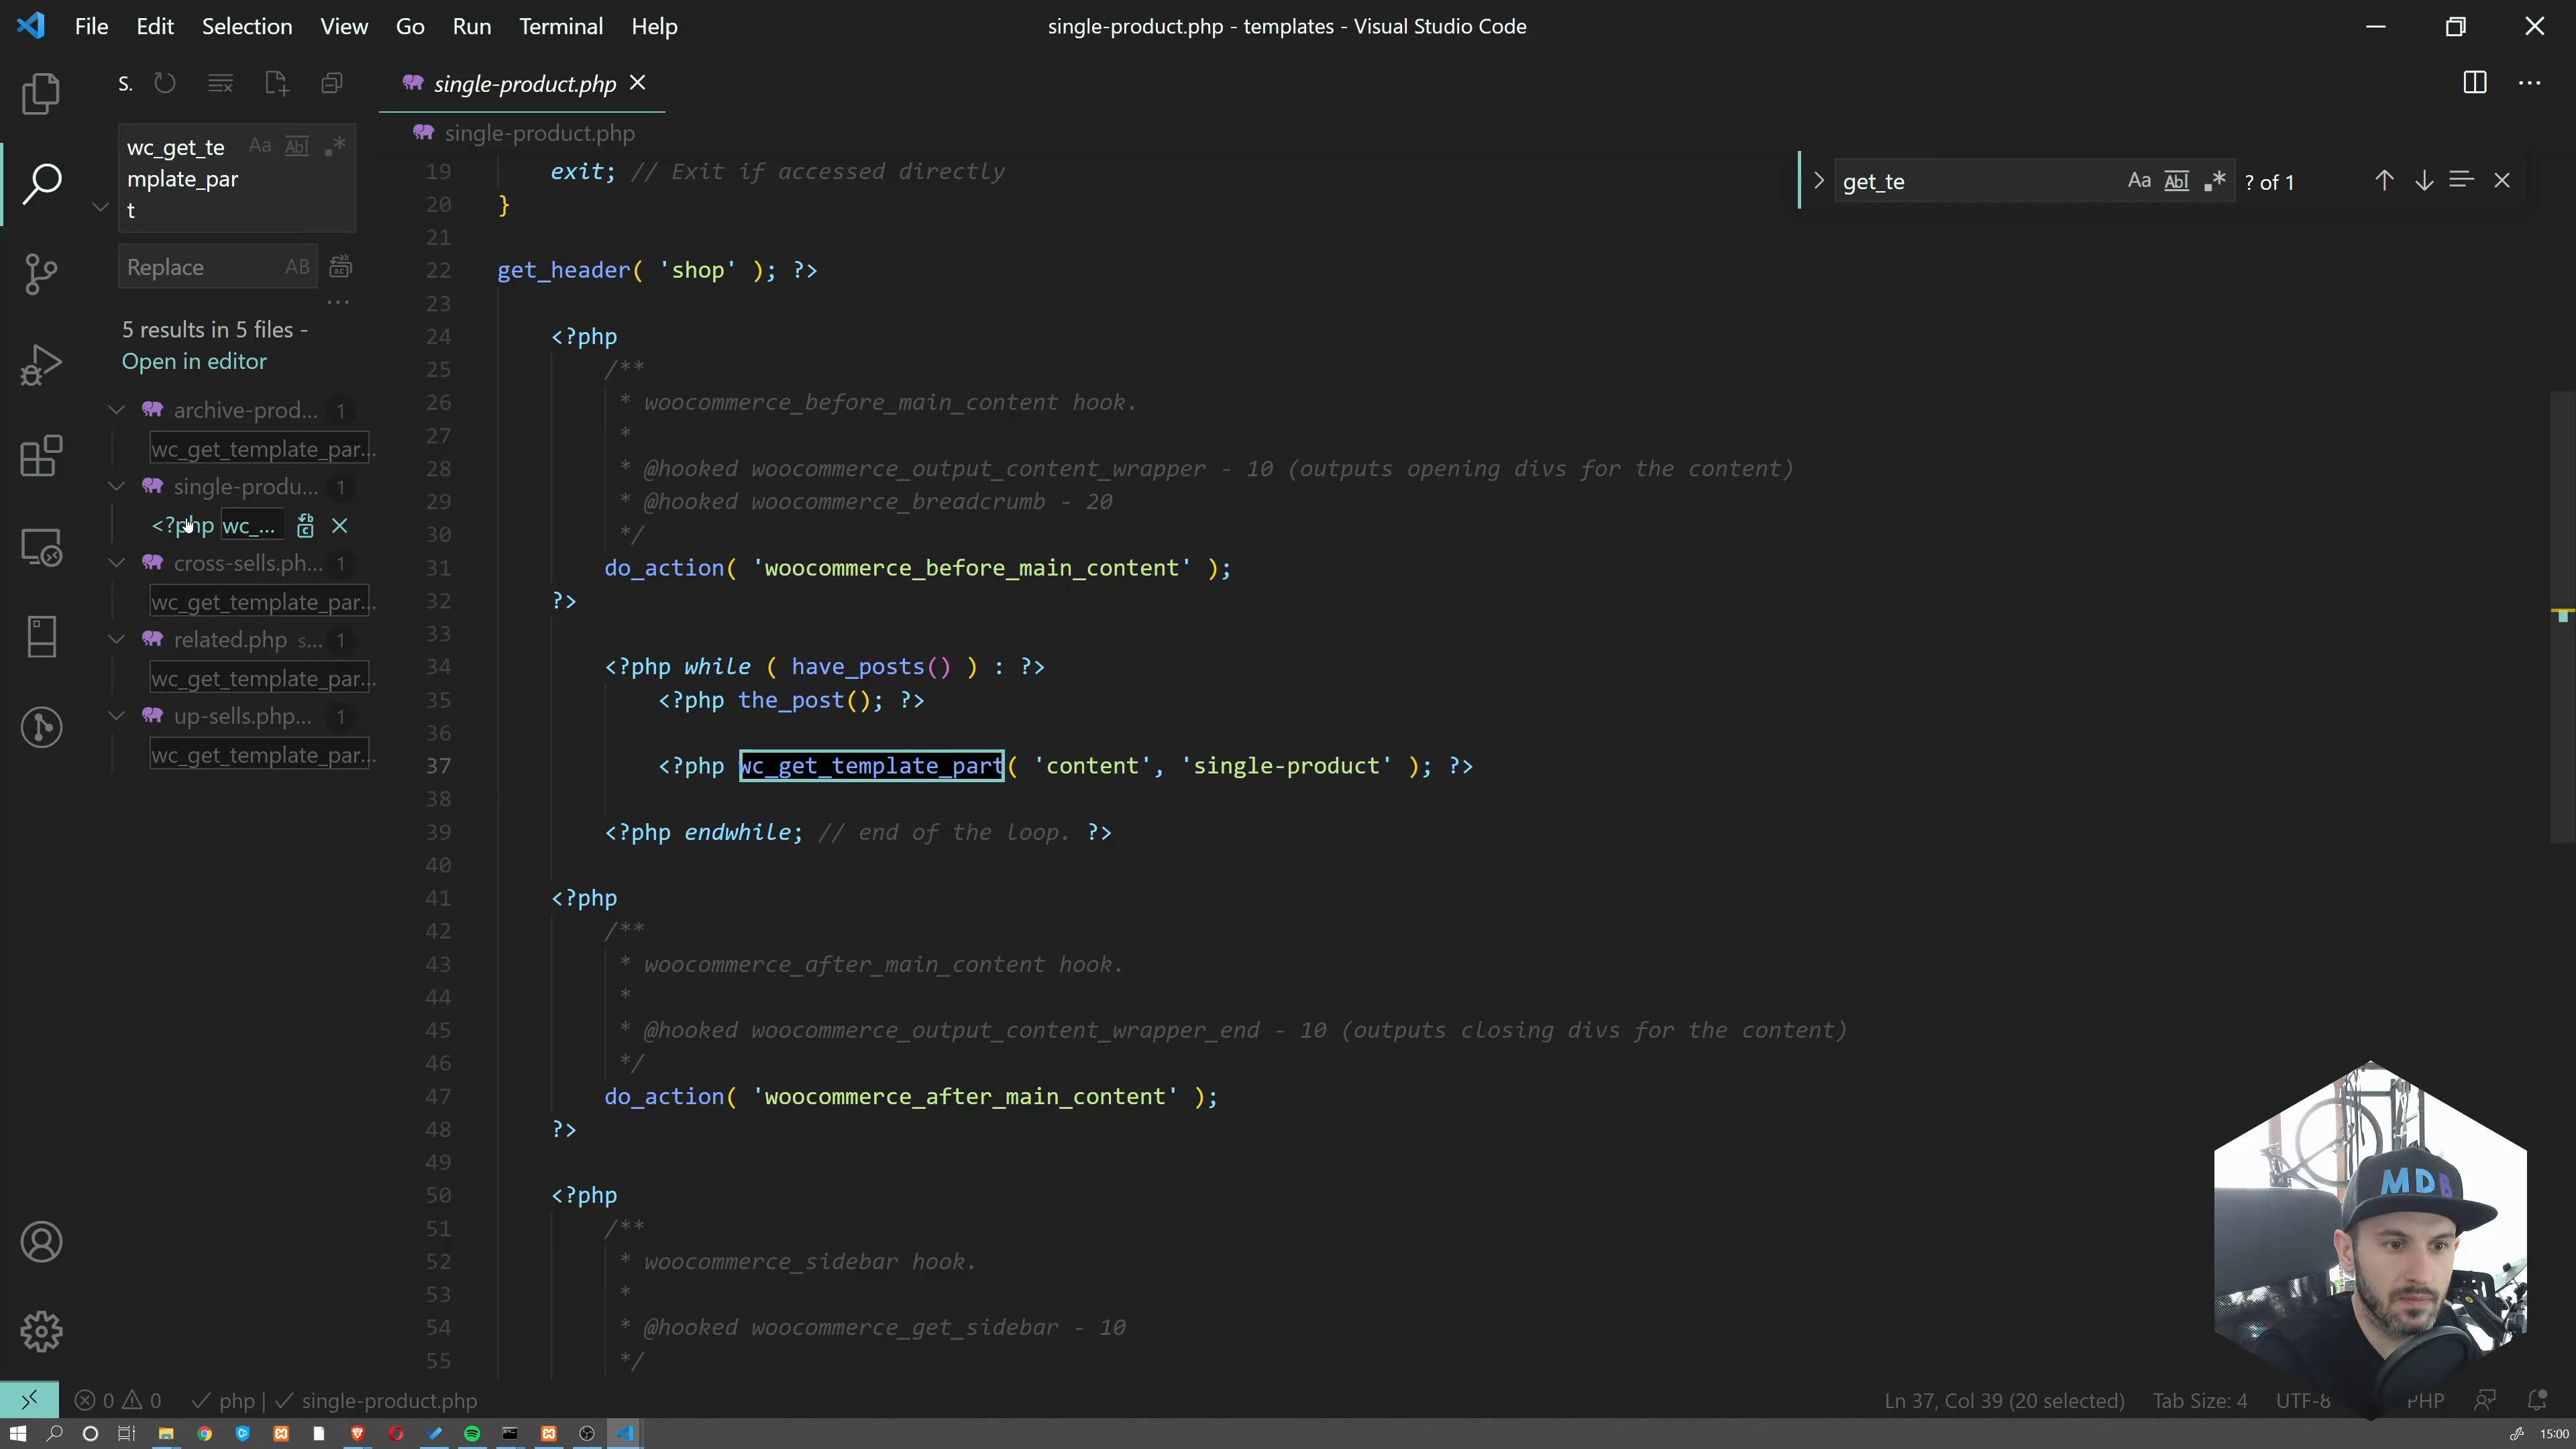 File Edit Selection View Go Run Terminal Help
single-product.php - templates - Visual Studio Code
S.
single-product.php
single-product.php
wc_get_te
mplate_par
t
Aa Abl .*
Replace AB
...
5 results in 5 files -
Open in editor
archive-prod... 1
wc_get_template_par...
single-produ... 1
<?php wc_...
cross-sells.ph... 1
wc_get_template_par...
related.php s... 1
wc_get_template_par...
up-sells.php... 1
wc_get_template_par...
get_te Aa Abl .* ? of 1
19 exit; // Exit if accessed directly
20 }
21
22 get_header( 'shop' ); ?>
23
24 <?php
25 /**
26 * woocommerce_before_main_content hook.
27 *
28 * @hooked woocommerce_output_content_wrapper - 10 (outputs opening divs for the content)
29 * @hooked woocommerce_breadcrumb - 20
30 */
31 do_action( 'woocommerce_before_main_content' );
32 ?>
33
34 <?php while ( have_posts() ) : ?>
35 <?php the_post(); ?>
36
37 <?php wc_get_template_part( 'content', 'single-product' ); ?>
38
39 <?php endwhile; // end of the loop. ?>
40
41 <?php
42 /**
43 * woocommerce_after_main_content hook.
44 *
45 * @hooked woocommerce_output_content_wrapper_end - 10 (outputs closing divs for the content)
46 */
47 do_action( 'woocommerce_after_main_content' );
48 ?>
49
50 <?php
51 /**
52 * woocommerce_sidebar hook.
53 *
54 * @hooked woocommerce_get_sidebar - 10
55 */
MDB
0 0 php | single-product.php
Ln 37, Col 39 (20 selected) Tab Size: 4 UTF-8 PHP
15:00